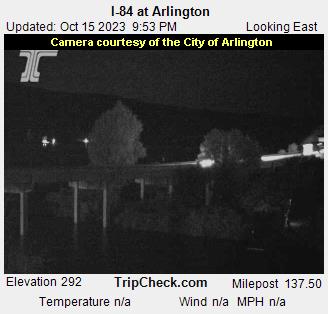 I-84 at Arlington
Updated: Oct 15 2023 9:53 PM Looking East
Camera courtesy of the City of Arlington
Elevation 292 TripCheck.com Milepost 137.50
Temperature n/a Wind n/a MPH n/a